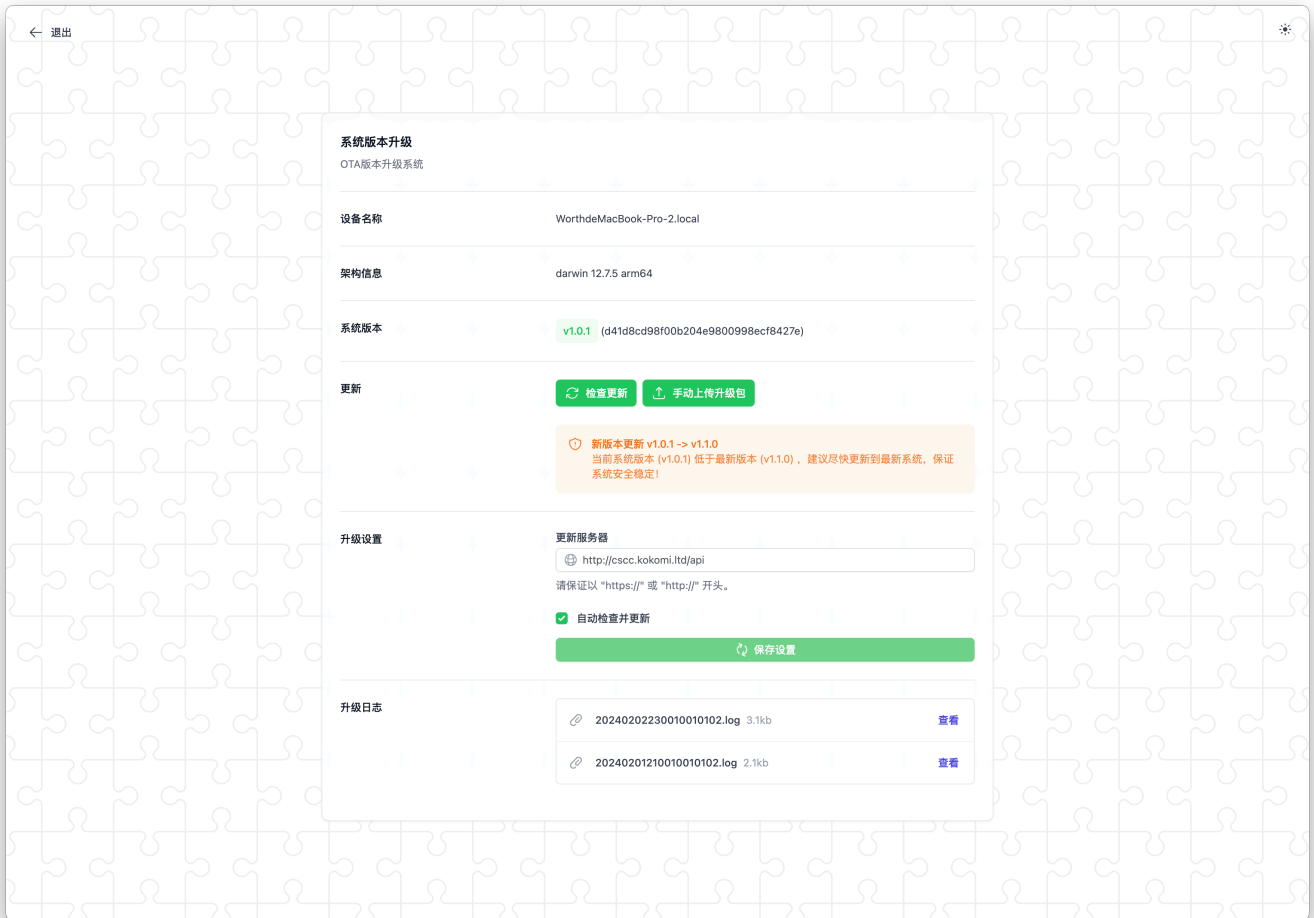 退出
系统版本升级
OTA版本升级系统
设备名称
WorthdeMacBook-Pro-2.local
架构信息
darwin 12.7.5 arm64
系统版本
v1.0.1 (d41d8cd98f00b204e9800998ecf8427e)
更新
检查更新
手动上传升级包
新版本更新 v1.0.1 -> v1.1.0
当前系统版本 (v1.0.1) 低于最新版本 (v1.1.0) ，建议尽快更新到最新系统，保证
系统安全稳定！
升级设置
更新服务器
http://cscc.kokomi.ltd/api
请保证以 "https://" 或 "http://" 开头。
自动检查并更新
保存设置
升级日志
20240202230010010102.log 3.1kb
查看
20240201210010010102.log 2.1kb
查看